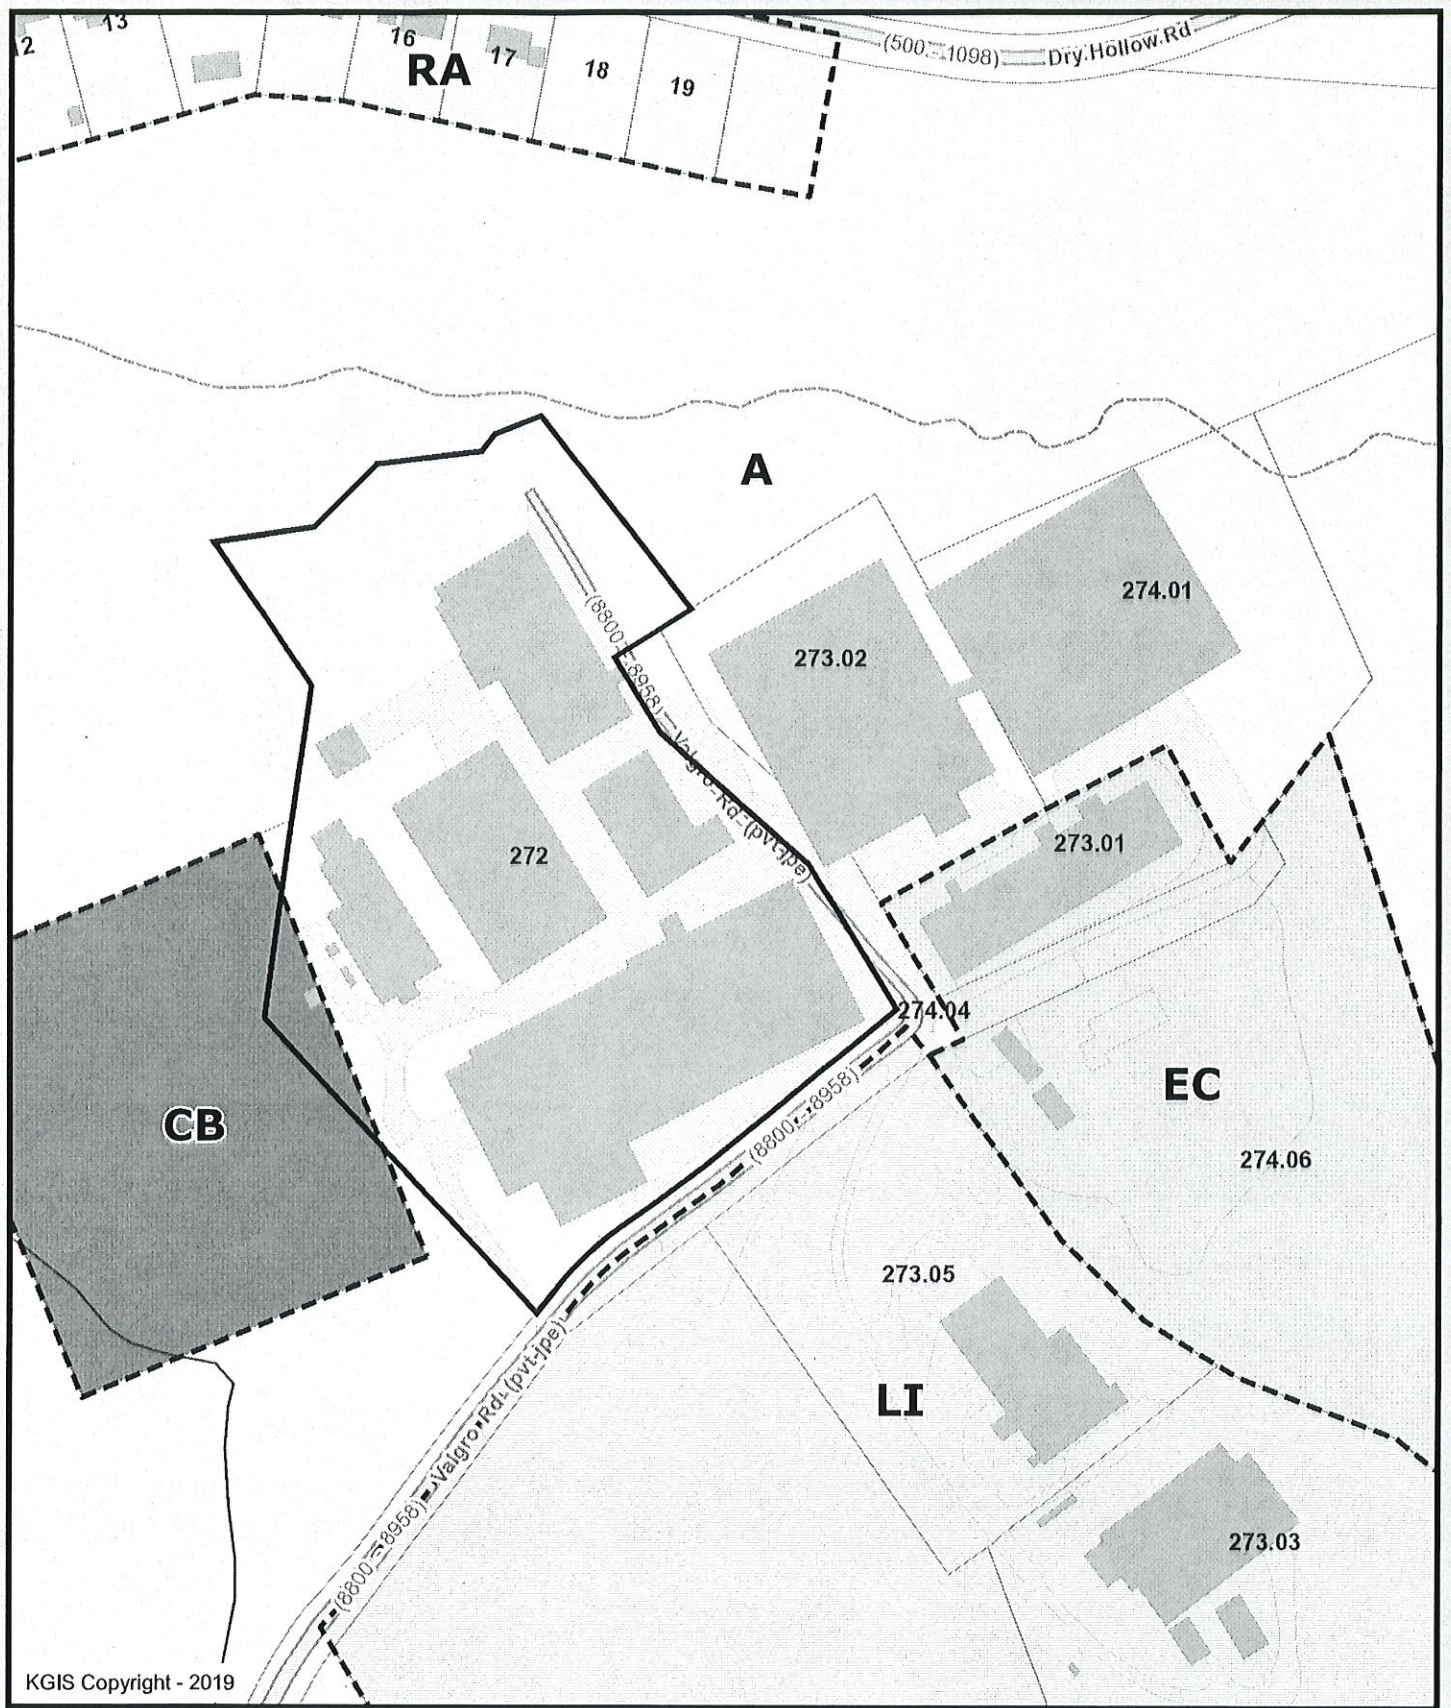 12
13
16
17
RA
18
19
(500 - 1098)
Dry Hollow Rd
A
274.01
273.02
(8800 - 8958)
Valgro Rd (pvt-jpe)
272
273.01
274.04
CB
(8800 - 8958)
EC
274.06
273.05
LI
Valgro Rd (pvt-jpe)
(8800 - 8958)
273.03
KGIS Copyright - 2019